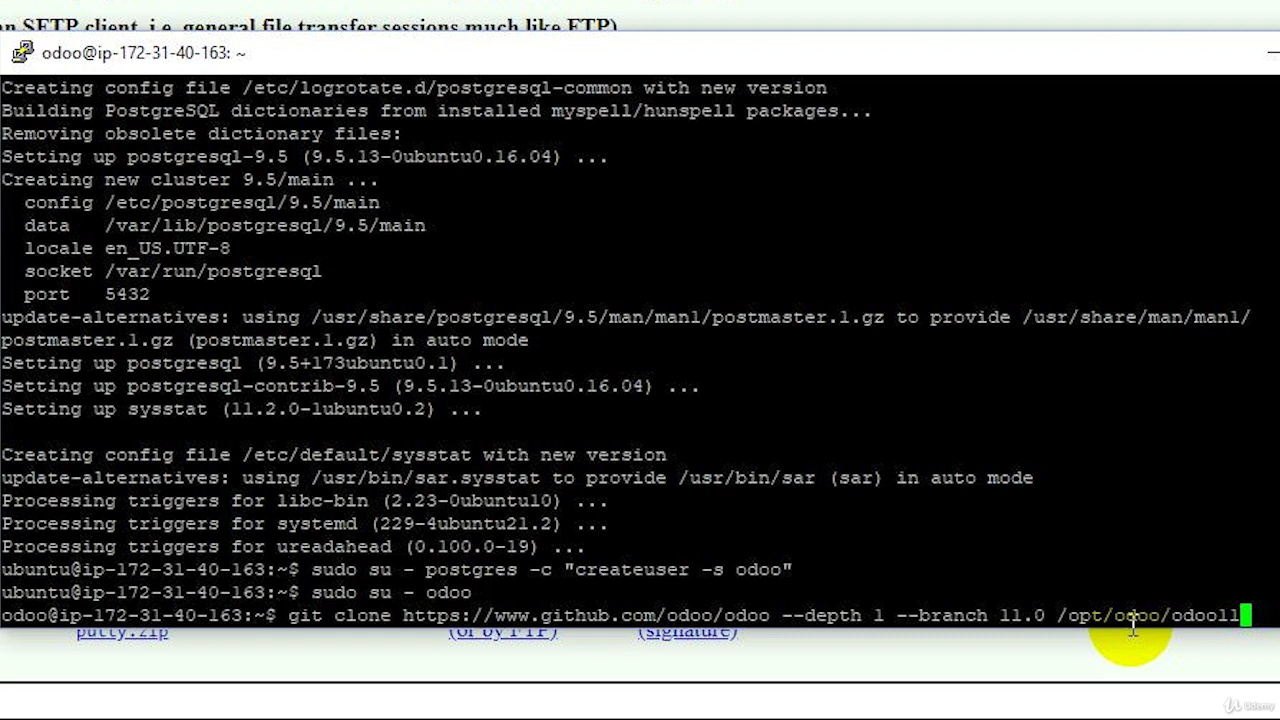 an SFTP client, i.e. general file transfer sessions much like FTP)
odoo@ip-172-31-40-163: ~
Creating config file /etc/logrotate.d/postgresql-common with new version
Building PostgreSQL dictionaries from installed myspell/hunspell packages...
Removing obsolete dictionary files:
Setting up postgresql-9.5 (9.5.13-0ubuntu0.16.04) ...
Creating new cluster 9.5/main ...
config /etc/postgresql/9.5/main
data /var/lib/postgresql/9.5/main
locale en_US.UTF-8
socket /var/run/postgresql
port 5432
update-alternatives: using /usr/share/postgresql/9.5/man/man1/postmaster.1.gz to provide /usr/share/man/man1/
postmaster.1.gz (postmaster.1.gz) in auto mode
Setting up postgresql (9.5+173ubuntu0.1) ...
Setting up postgresql-contrib-9.5 (9.5.13-0ubuntu0.16.04) ...
Setting up sysstat (11.2.0-1ubuntu0.2) ...
Creating config file /etc/default/sysstat with new version
update-alternatives: using /usr/bin/sar.sysstat to provide /usr/bin/sar (sar) in auto mode
Processing triggers for libc-bin (2.23-0ubuntu10) ...
Processing triggers for systemd (229-4ubuntu21.2) ...
Processing triggers for ureadahead (0.100.0-19) ...
ubuntu@ip-172-31-40-163:~$ sudo su - postgres -c "createuser -s odoo"
ubuntu@ip-172-31-40-163:~$ sudo su - odoo
odoo@ip-172-31-40-163:~$ git clone https://www.github.com/odoo/odoo --depth 1 --branch 11.0 /opt/odoo/odoo11
putty.zip (or by FTP) (signature)
Udemy